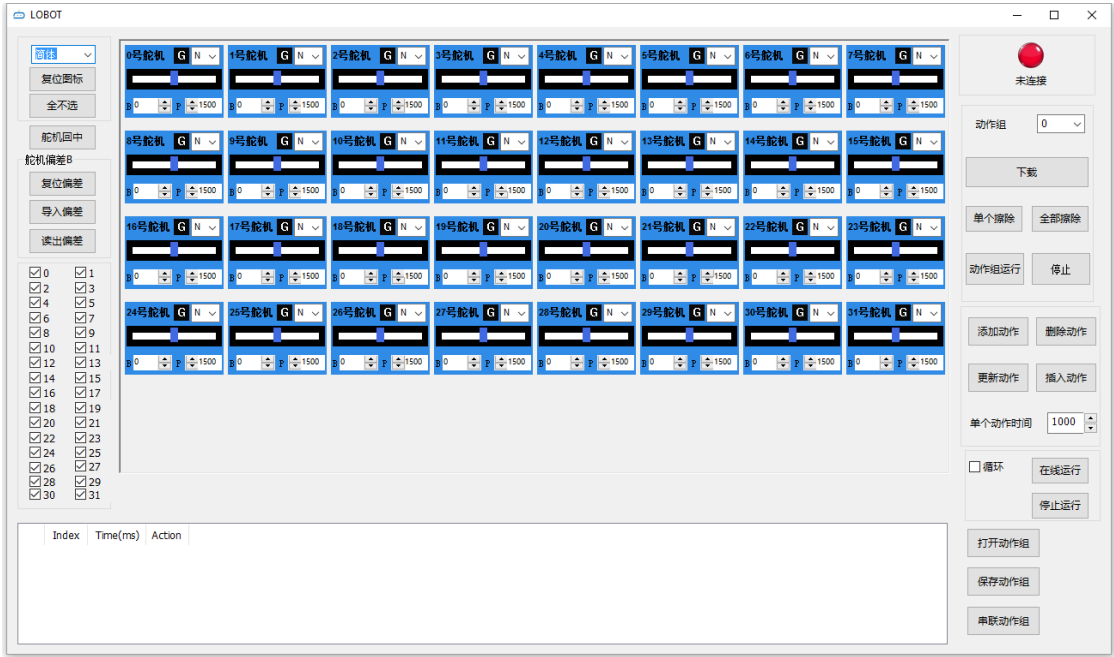 LOBOT
简体
复位图标
全不选
舵机回中
舵机偏差B
复位偏差
导入偏差
读出偏差
0 1
2 3
4 5
6 7
8 9
10 11
12 13
14 15
16 17
18 19
20 21
22 23
24 25
26 27
28 29
30 31
0号舵机 G N 1号舵机 G N 2号舵机 G N 3号舵机 G N 4号舵机 G N 5号舵机 G N 6号舵机 G N 7号舵机 G N
B 0 P 1500 B 0 P 1500 B 0 P 1500 B 0 P 1500 B 0 P 1500 B 0 P 1500 B 0 P 1500 B 0 P 1500
8号舵机 G N 9号舵机 G N 10号舵机 G N 11号舵机 G N 12号舵机 G N 13号舵机 G N 14号舵机 G N 15号舵机 G N
B 0 P 1500 B 0 P 1500 B 0 P 1500 B 0 P 1500 B 0 P 1500 B 0 P 1500 B 0 P 1500 B 0 P 1500
16号舵机 G N 17号舵机 G N 18号舵机 G N 19号舵机 G N 20号舵机 G N 21号舵机 G N 22号舵机 G N 23号舵机 G N
B 0 P 1500 B 0 P 1500 B 0 P 1500 B 0 P 1500 B 0 P 1500 B 0 P 1500 B 0 P 1500 B 0 P 1500
24号舵机 G N 25号舵机 G N 26号舵机 G N 27号舵机 G N 28号舵机 G N 29号舵机 G N 30号舵机 G N 31号舵机 G N
B 0 P 1500 B 0 P 1500 B 0 P 1500 B 0 P 1500 B 0 P 1500 B 0 P 1500 B 0 P 1500 B 0 P 1500
未连接
动作组 0
下载
单个擦除 全部擦除
动作组运行 停止
添加动作 删除动作
更新动作 插入动作
单个动作时间 1000
循环 在线运行
停止运行
打开动作组
保存动作组
串联动作组
Index Time(ms) Action